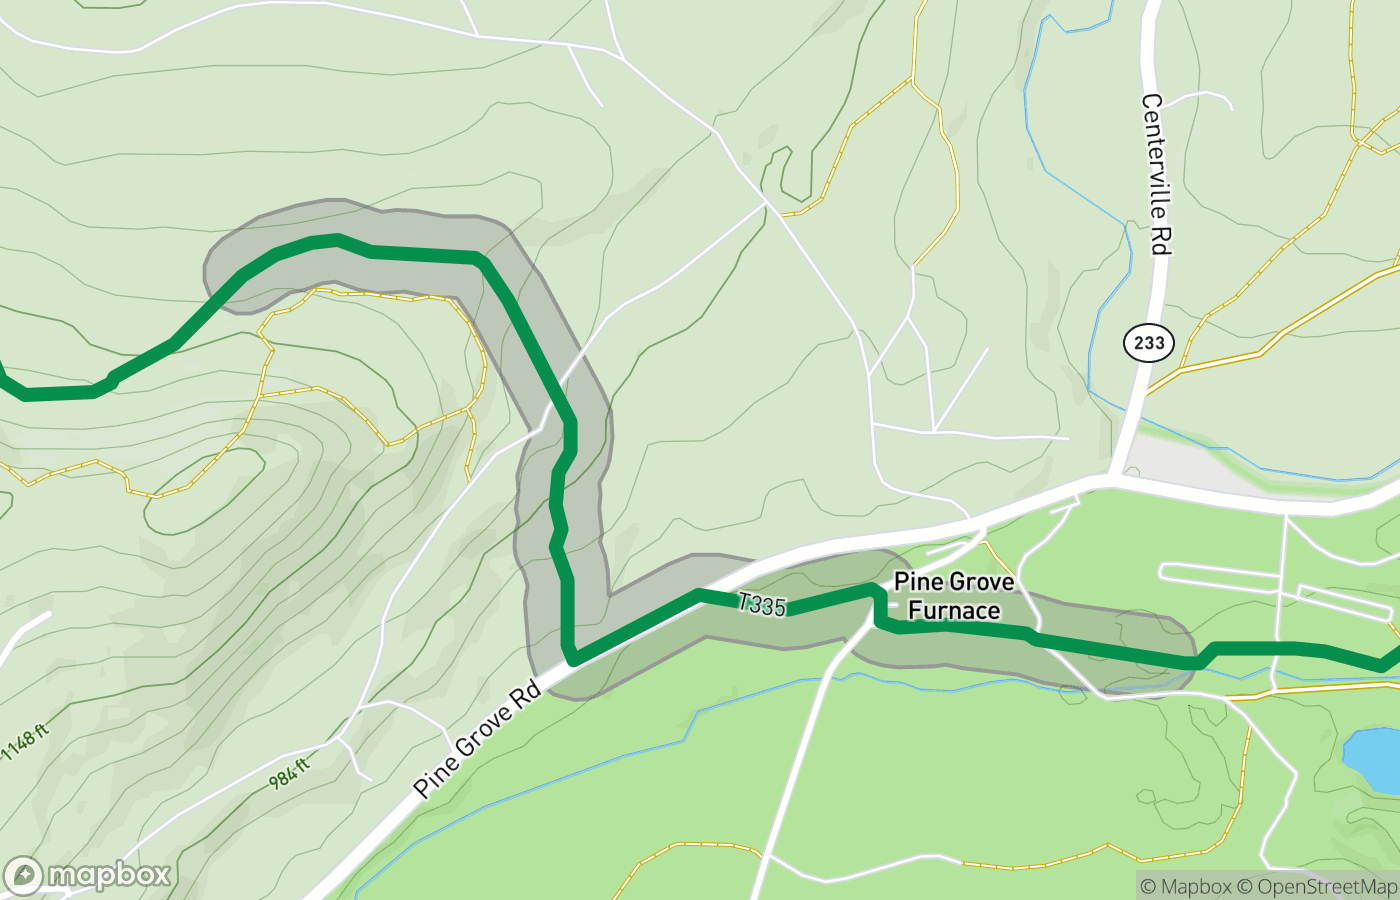 Centerville Rd
233
Pine Grove
Furnace
T335
Pine Grove Rd
1148 ft
984 ft
mapbox
© Mapbox © OpenStreetMap